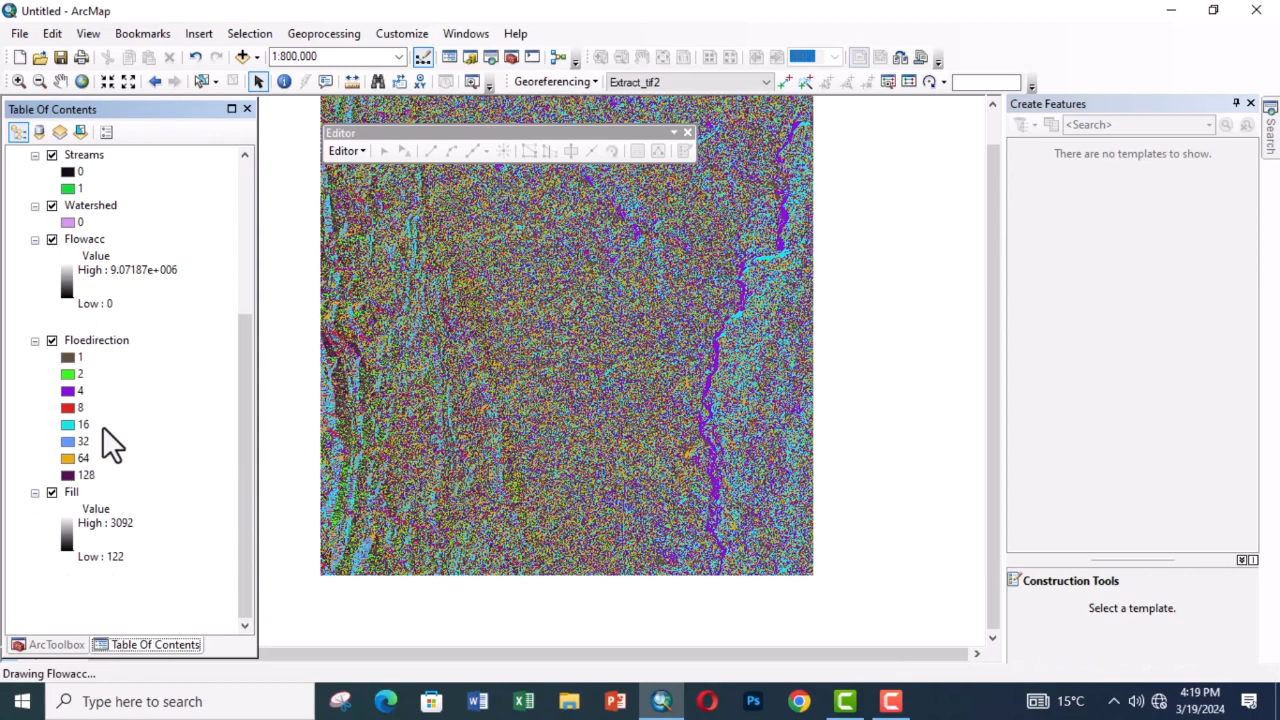 Untitled - ArcMap
File Edit View Bookmarks Insert Selection Geoprocessing Customize Windows Help
1:800,000
Georeferencing Extract_tif2
Table Of Contents
Create Features
<Search>
Search
There are no templates to show.
Editor
Editor
Streams
0
1
Watershed
0
Flowacc
Value
High : 9.07187e+006
Low : 0
Floedirection
1
2
4
8
16
32
64
128
Fill
Value
High : 3092
Low : 122
Construction Tools
Select a template.
ArcToolbox Table Of Contents
Drawing Flowacc...
Type here to search
15°C
4:19 PM
3/19/2024